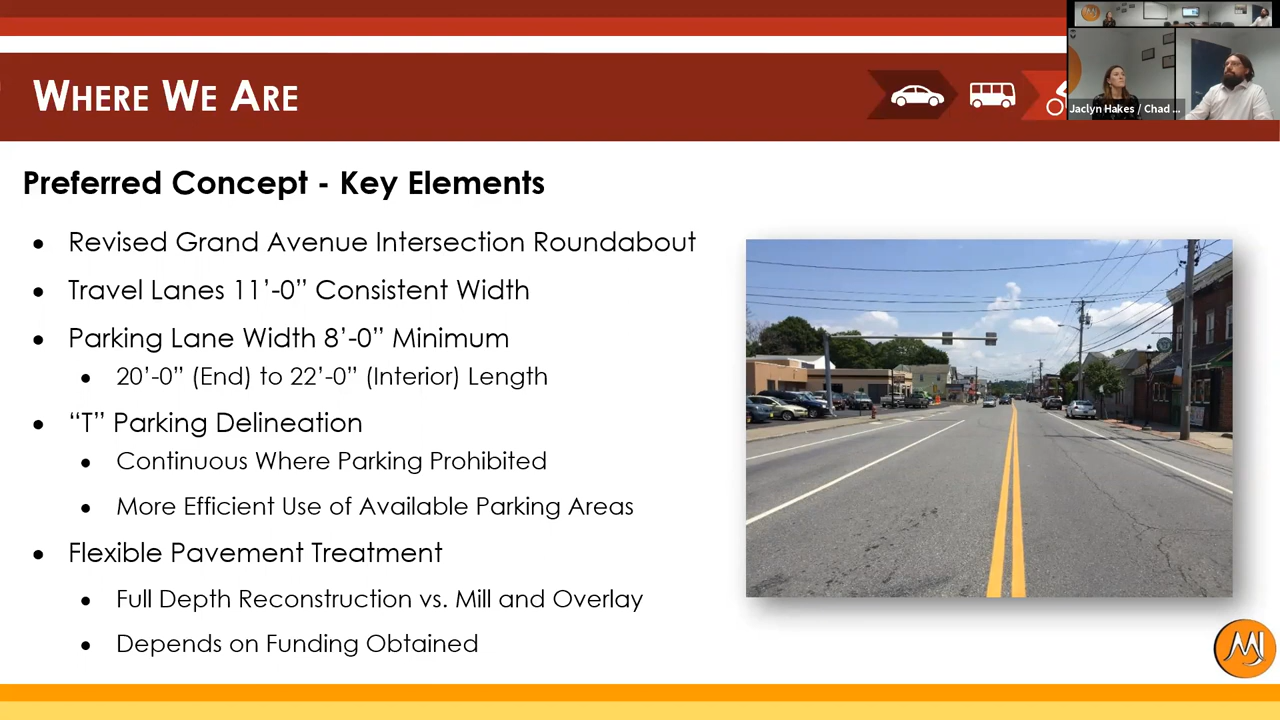 WHERE WE ARE
Jaclyn Hakes / Chad ...
Preferred Concept - Key Elements
• Revised Grand Avenue Intersection Roundabout
• Travel Lanes 11’-0” Consistent Width
• Parking Lane Width 8’-0” Minimum
• 20’-0” (End) to 22’-0” (Interior) Length
• “T” Parking Delineation
• Continuous Where Parking Prohibited
• More Efficient Use of Available Parking Areas
• Flexible Pavement Treatment
• Full Depth Reconstruction vs. Mill and Overlay
• Depends on Funding Obtained
MJ